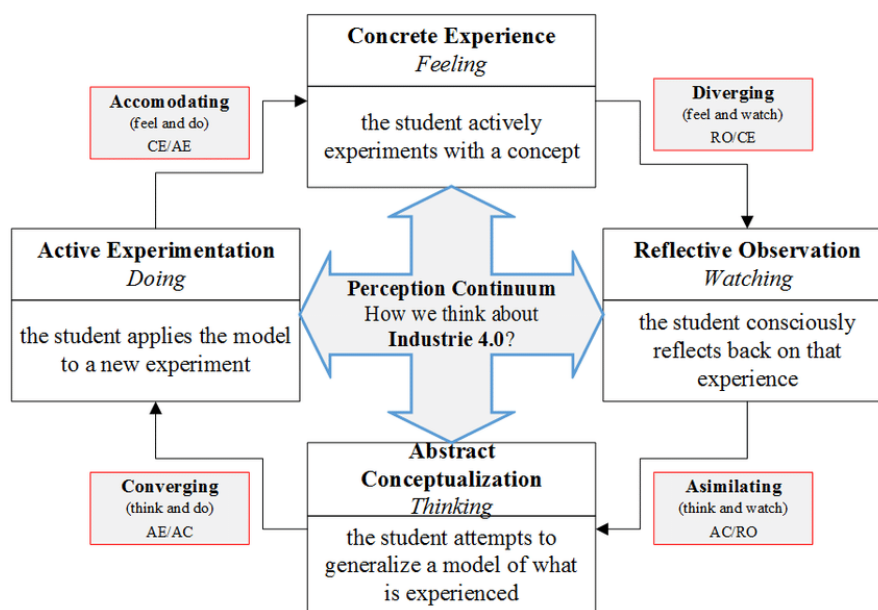 Concrete Experience
Feeling
the student actively
experiments with a concept
Accomodating
(feel and do)
CE/AE
Diverging
(feel and watch)
RO/CE
Active Experimentation
Doing
the student applies the model
to a new experiment
Perception Continuum
How we think about
Industrie 4.0?
Reflective Observation
Watching
the student consciously
reflects back on that
experience
Converging
(think and do)
AE/AC
Abstract
Conceptualization
Thinking
the student attempts to
generalize a model of what
is experienced
Asimilating
(think and watch)
AC/RO